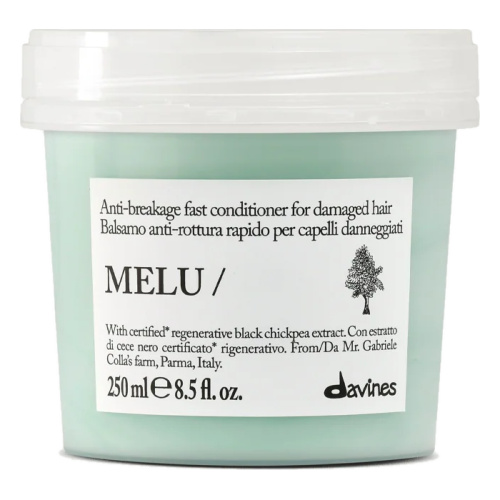 Anti-breakage fast conditioner for damaged hair
Balsamo anti-rottura rapido per capelli danneggiati
MELU /
With certified* regenerative black chickpea extract. Con estratto
di cece nero certificato* rigenerativo. From/Da Mr. Gabriele
Colla's farm, Parma, Italy.
250 ml ℮ 8.5 fl. oz.
davines